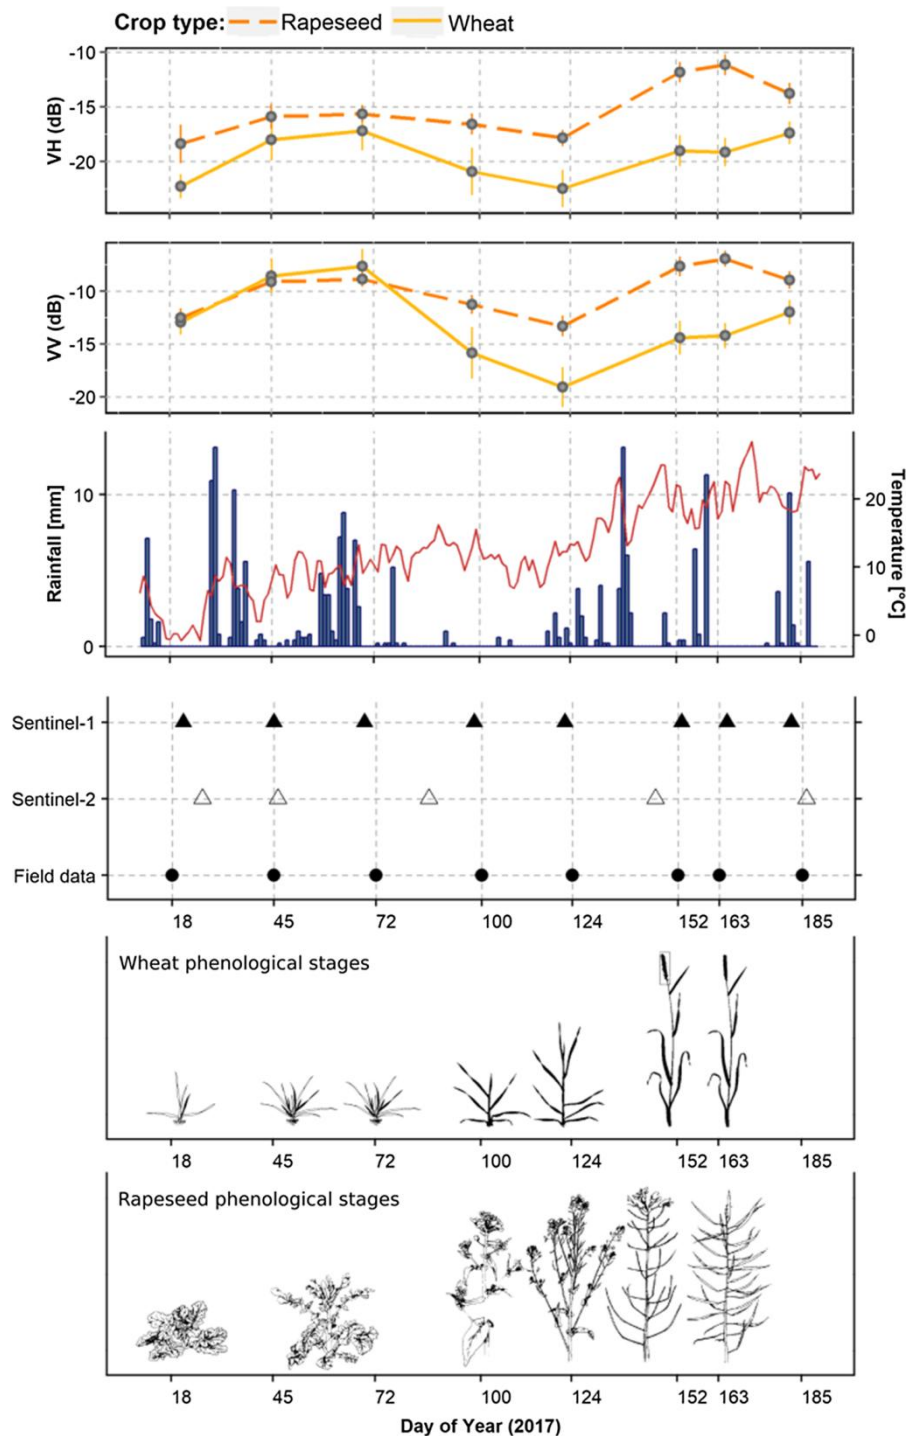 Crop type: Rapeseed Wheat
VH (dB)
-10
-15
-20
VV (dB)
-10
-15
-20
Rainfall [mm]
10
0
Temperature [°C]
20
10
0
Sentinel-1
Sentinel-2
Field data
18 45 72 100 124 152 163 185
Wheat phenological stages
18 45 72 100 124 152 163 185
Rapeseed phenological stages
18 45 72 100 124 152 163 185
Day of Year (2017)